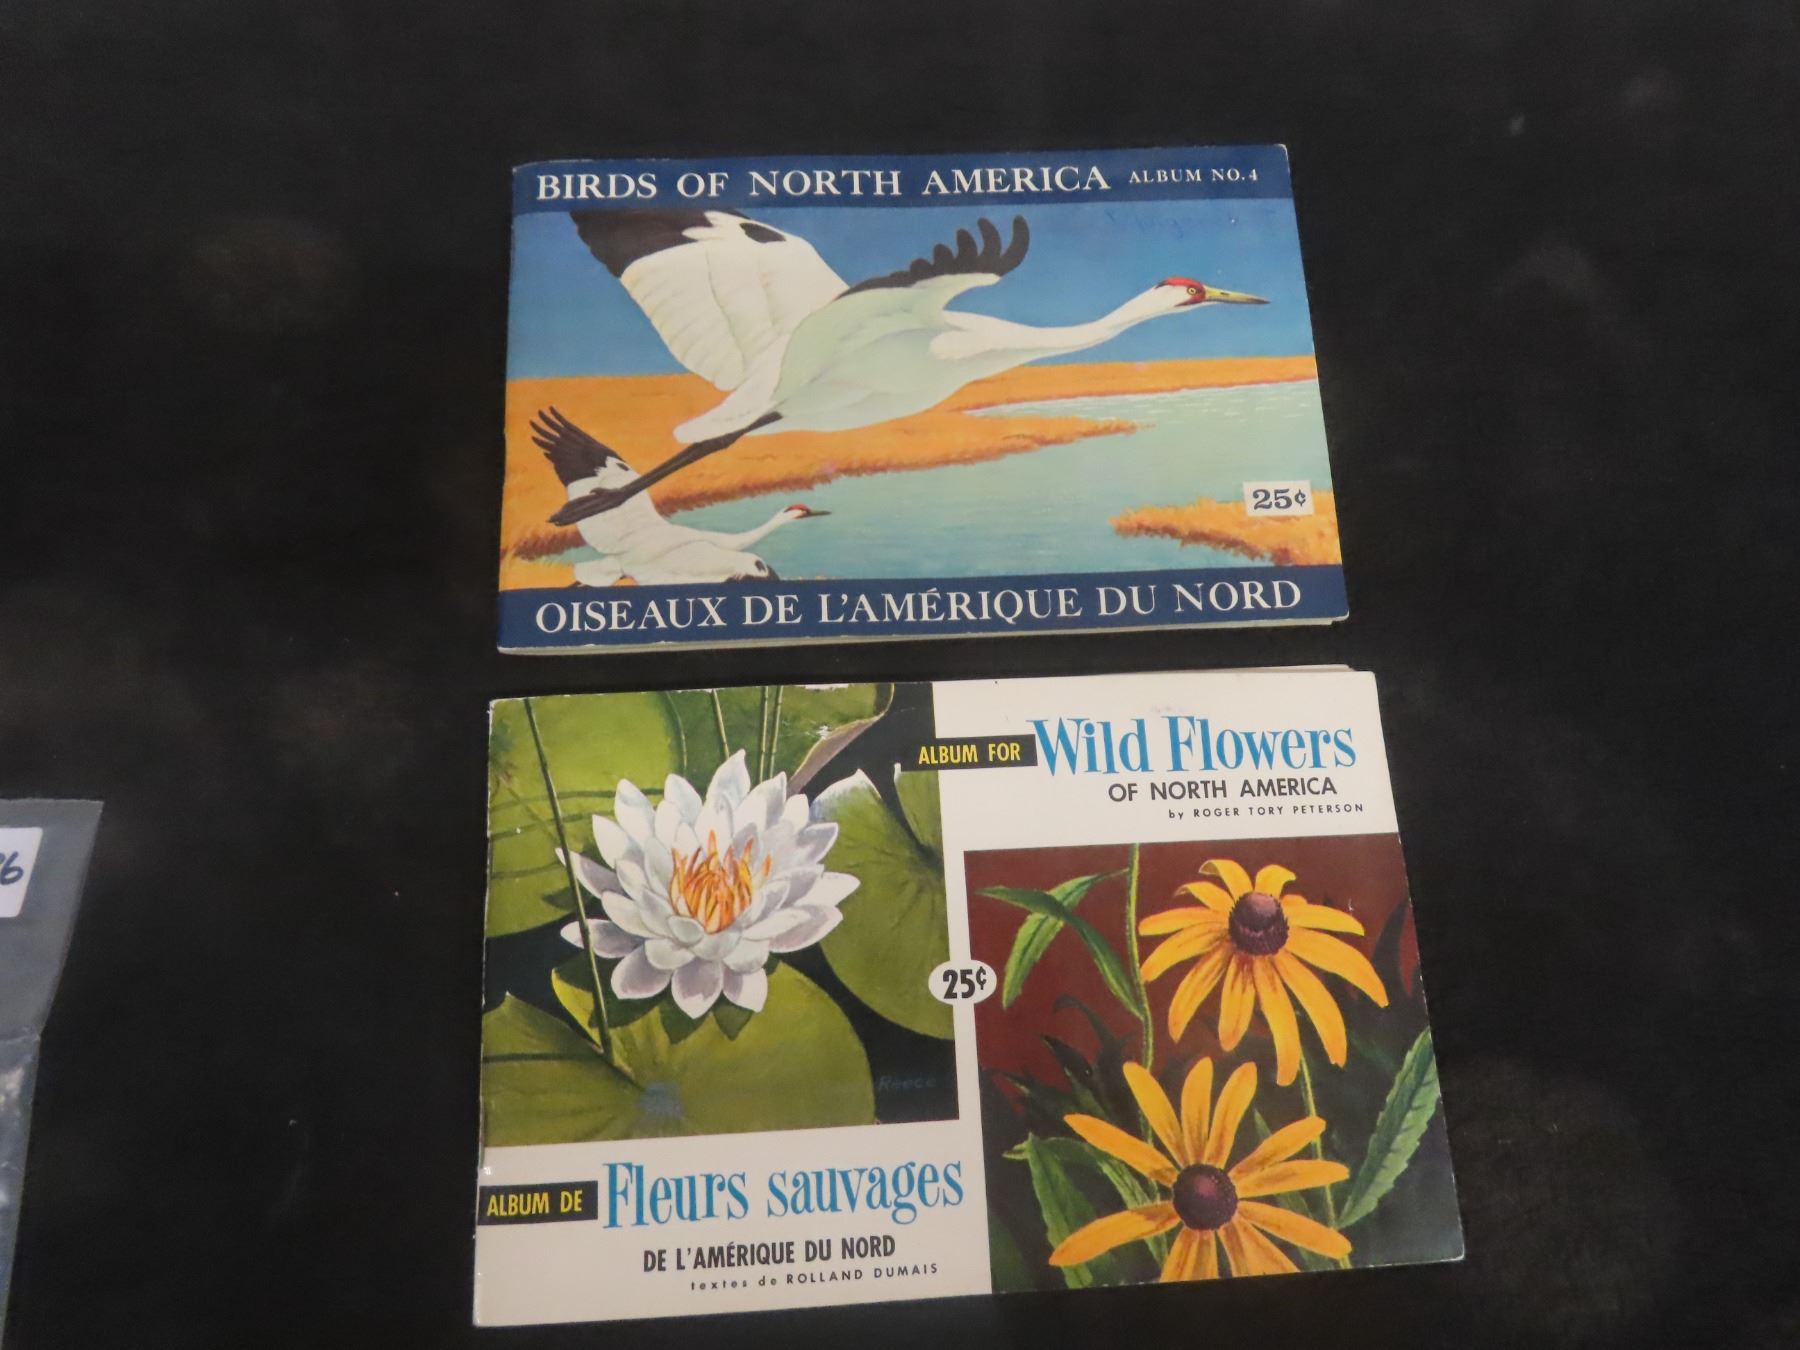 BIRDS OF NORTH AMERICA ALBUM NO. 4
25¢
OISEAUX DE L'AMÉRIQUE DU NORD
ALBUM FOR Wild Flowers
OF NORTH AMERICA
by ROGER TORY PETERSON
25¢
Reece
ALBUM DE Fleurs sauvages
DE L'AMÉRIQUE DU NORD
textes de ROLLAND DUMAIS